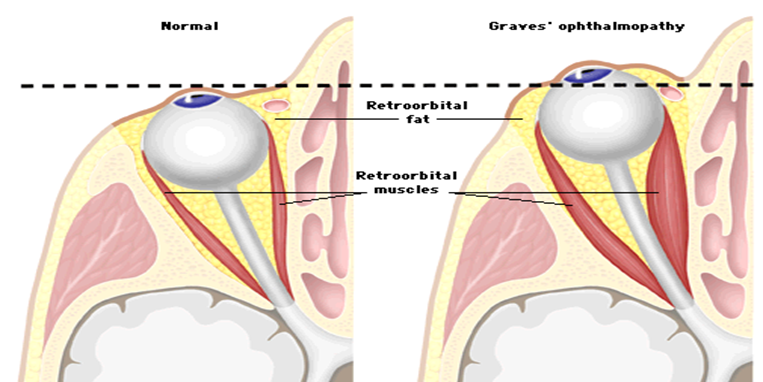 Normal
Graves' ophthalmopathy
Retroorbital
fat
Retroorbital
muscles